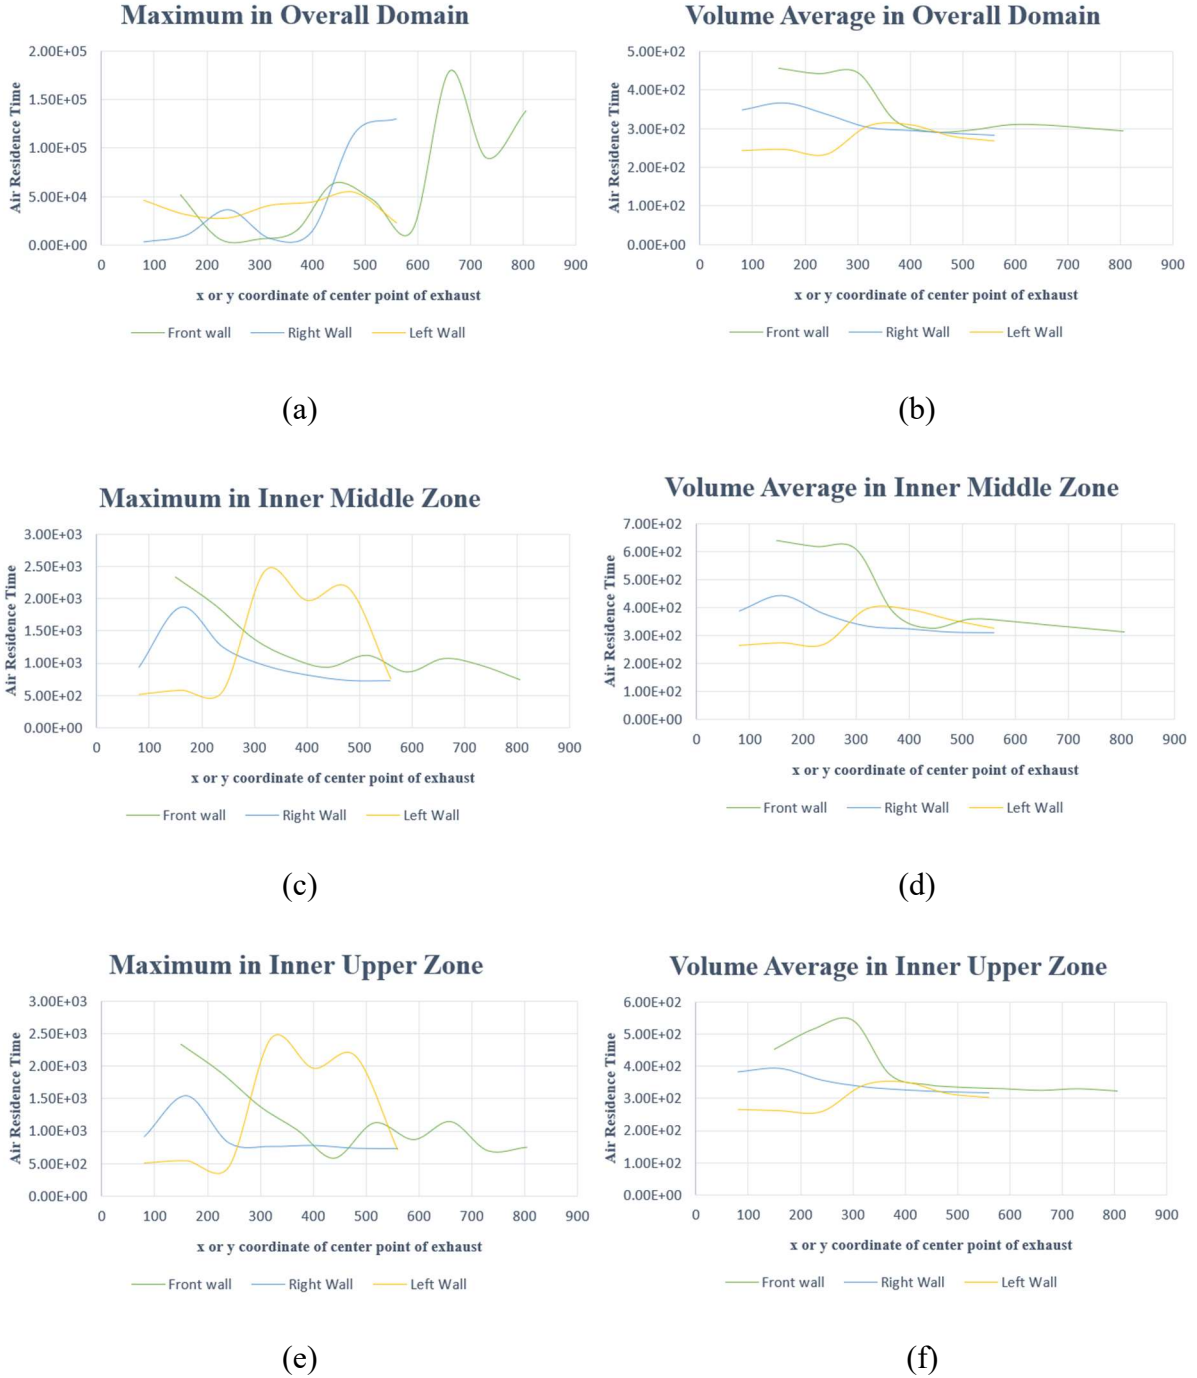 Maximum in Overall Domain
2.00E+05
1.50E+05
1.00E+05
5.00E+04
0.00E+00
Air Residence Time
0 100 200 300 400 500 600 700 800 900
x or y coordinate of center point of exhaust
Front wall Right Wall Left Wall
(a)
Volume Average in Overall Domain
5.00E+02
4.00E+02
3.00E+02
2.00E+02
1.00E+02
0.00E+00
Air Residence Time
0 100 200 300 400 500 600 700 800 900
x or y coordinate of center point of exhaust
Front wall Right Wall Left Wall
(b)
Maximum in Inner Middle Zone
3.00E+03
2.50E+03
2.00E+03
1.50E+03
1.00E+03
5.00E+02
0.00E+00
Air Residence Time
0 100 200 300 400 500 600 700 800 900
x or y coordinate of center point of exhaust
Front wall Right Wall Left Wall
(c)
Volume Average in Inner Middle Zone
7.00E+02
6.00E+02
5.00E+02
4.00E+02
3.00E+02
2.00E+02
1.00E+02
0.00E+00
Air Residence Time
0 100 200 300 400 500 600 700 800 900
x or y coordinate of center point of exhaust
Front wall Right Wall Left Wall
(d)
Maximum in Inner Upper Zone
3.00E+03
2.50E+03
2.00E+03
1.50E+03
1.00E+03
5.00E+02
0.00E+00
Air Residence Time
0 100 200 300 400 500 600 700 800 900
x or y coordinate of center point of exhaust
Front wall Right Wall Left Wall
(e)
Volume Average in Inner Upper Zone
6.00E+02
5.00E+02
4.00E+02
3.00E+02
2.00E+02
1.00E+02
0.00E+00
Air Residence Time
0 100 200 300 400 500 600 700 800 900
x or y coordinate of center point of exhaust
Front wall Right Wall Left Wall
(f)